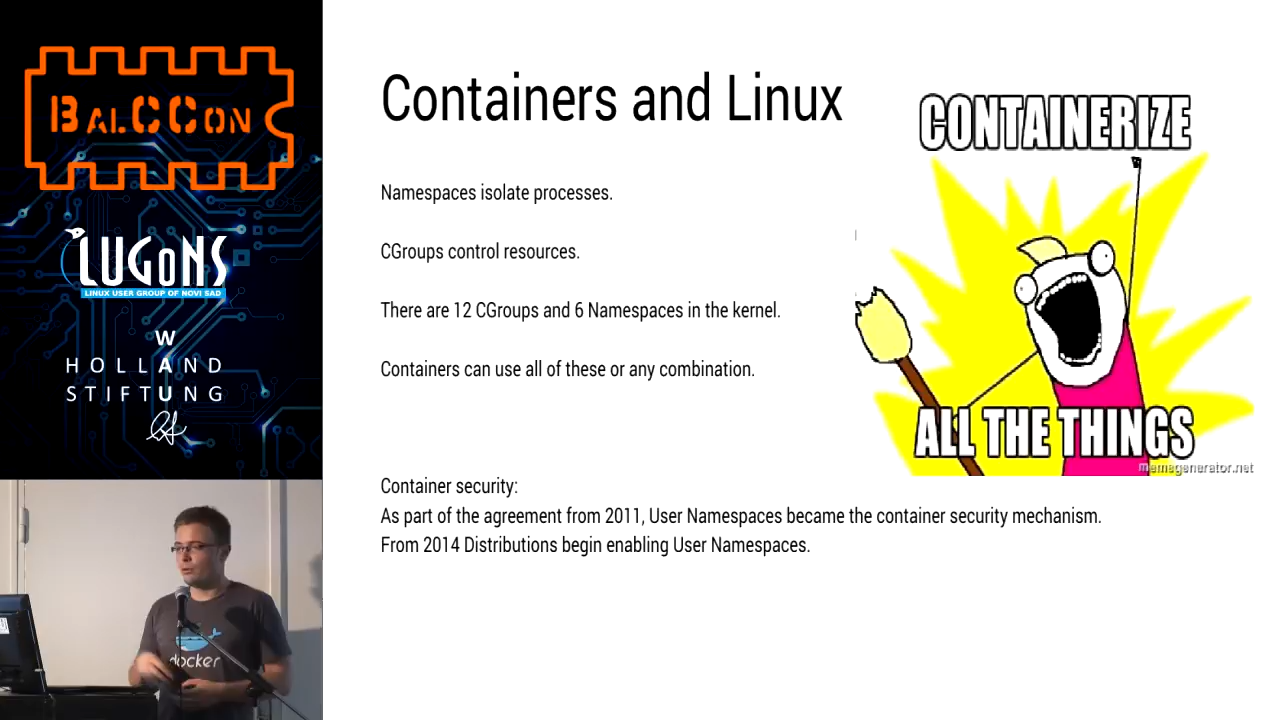 BALCCON
LUGoNS
LINUX USER GROUP OF NOVI SAD
W
HOLLAND
STIFTUNG
Containers and Linux
Namespaces isolate processes.
CGroups control resources.
There are 12 CGroups and 6 Namespaces in the kernel.
Containers can use all of these or any combination.
Container security:
As part of the agreement from 2011, User Namespaces became the container security mechanism.
From 2014 Distributions begin enabling User Namespaces.
CONTAINERIZE
ALL THE THINGS
memegenerator.net
docker